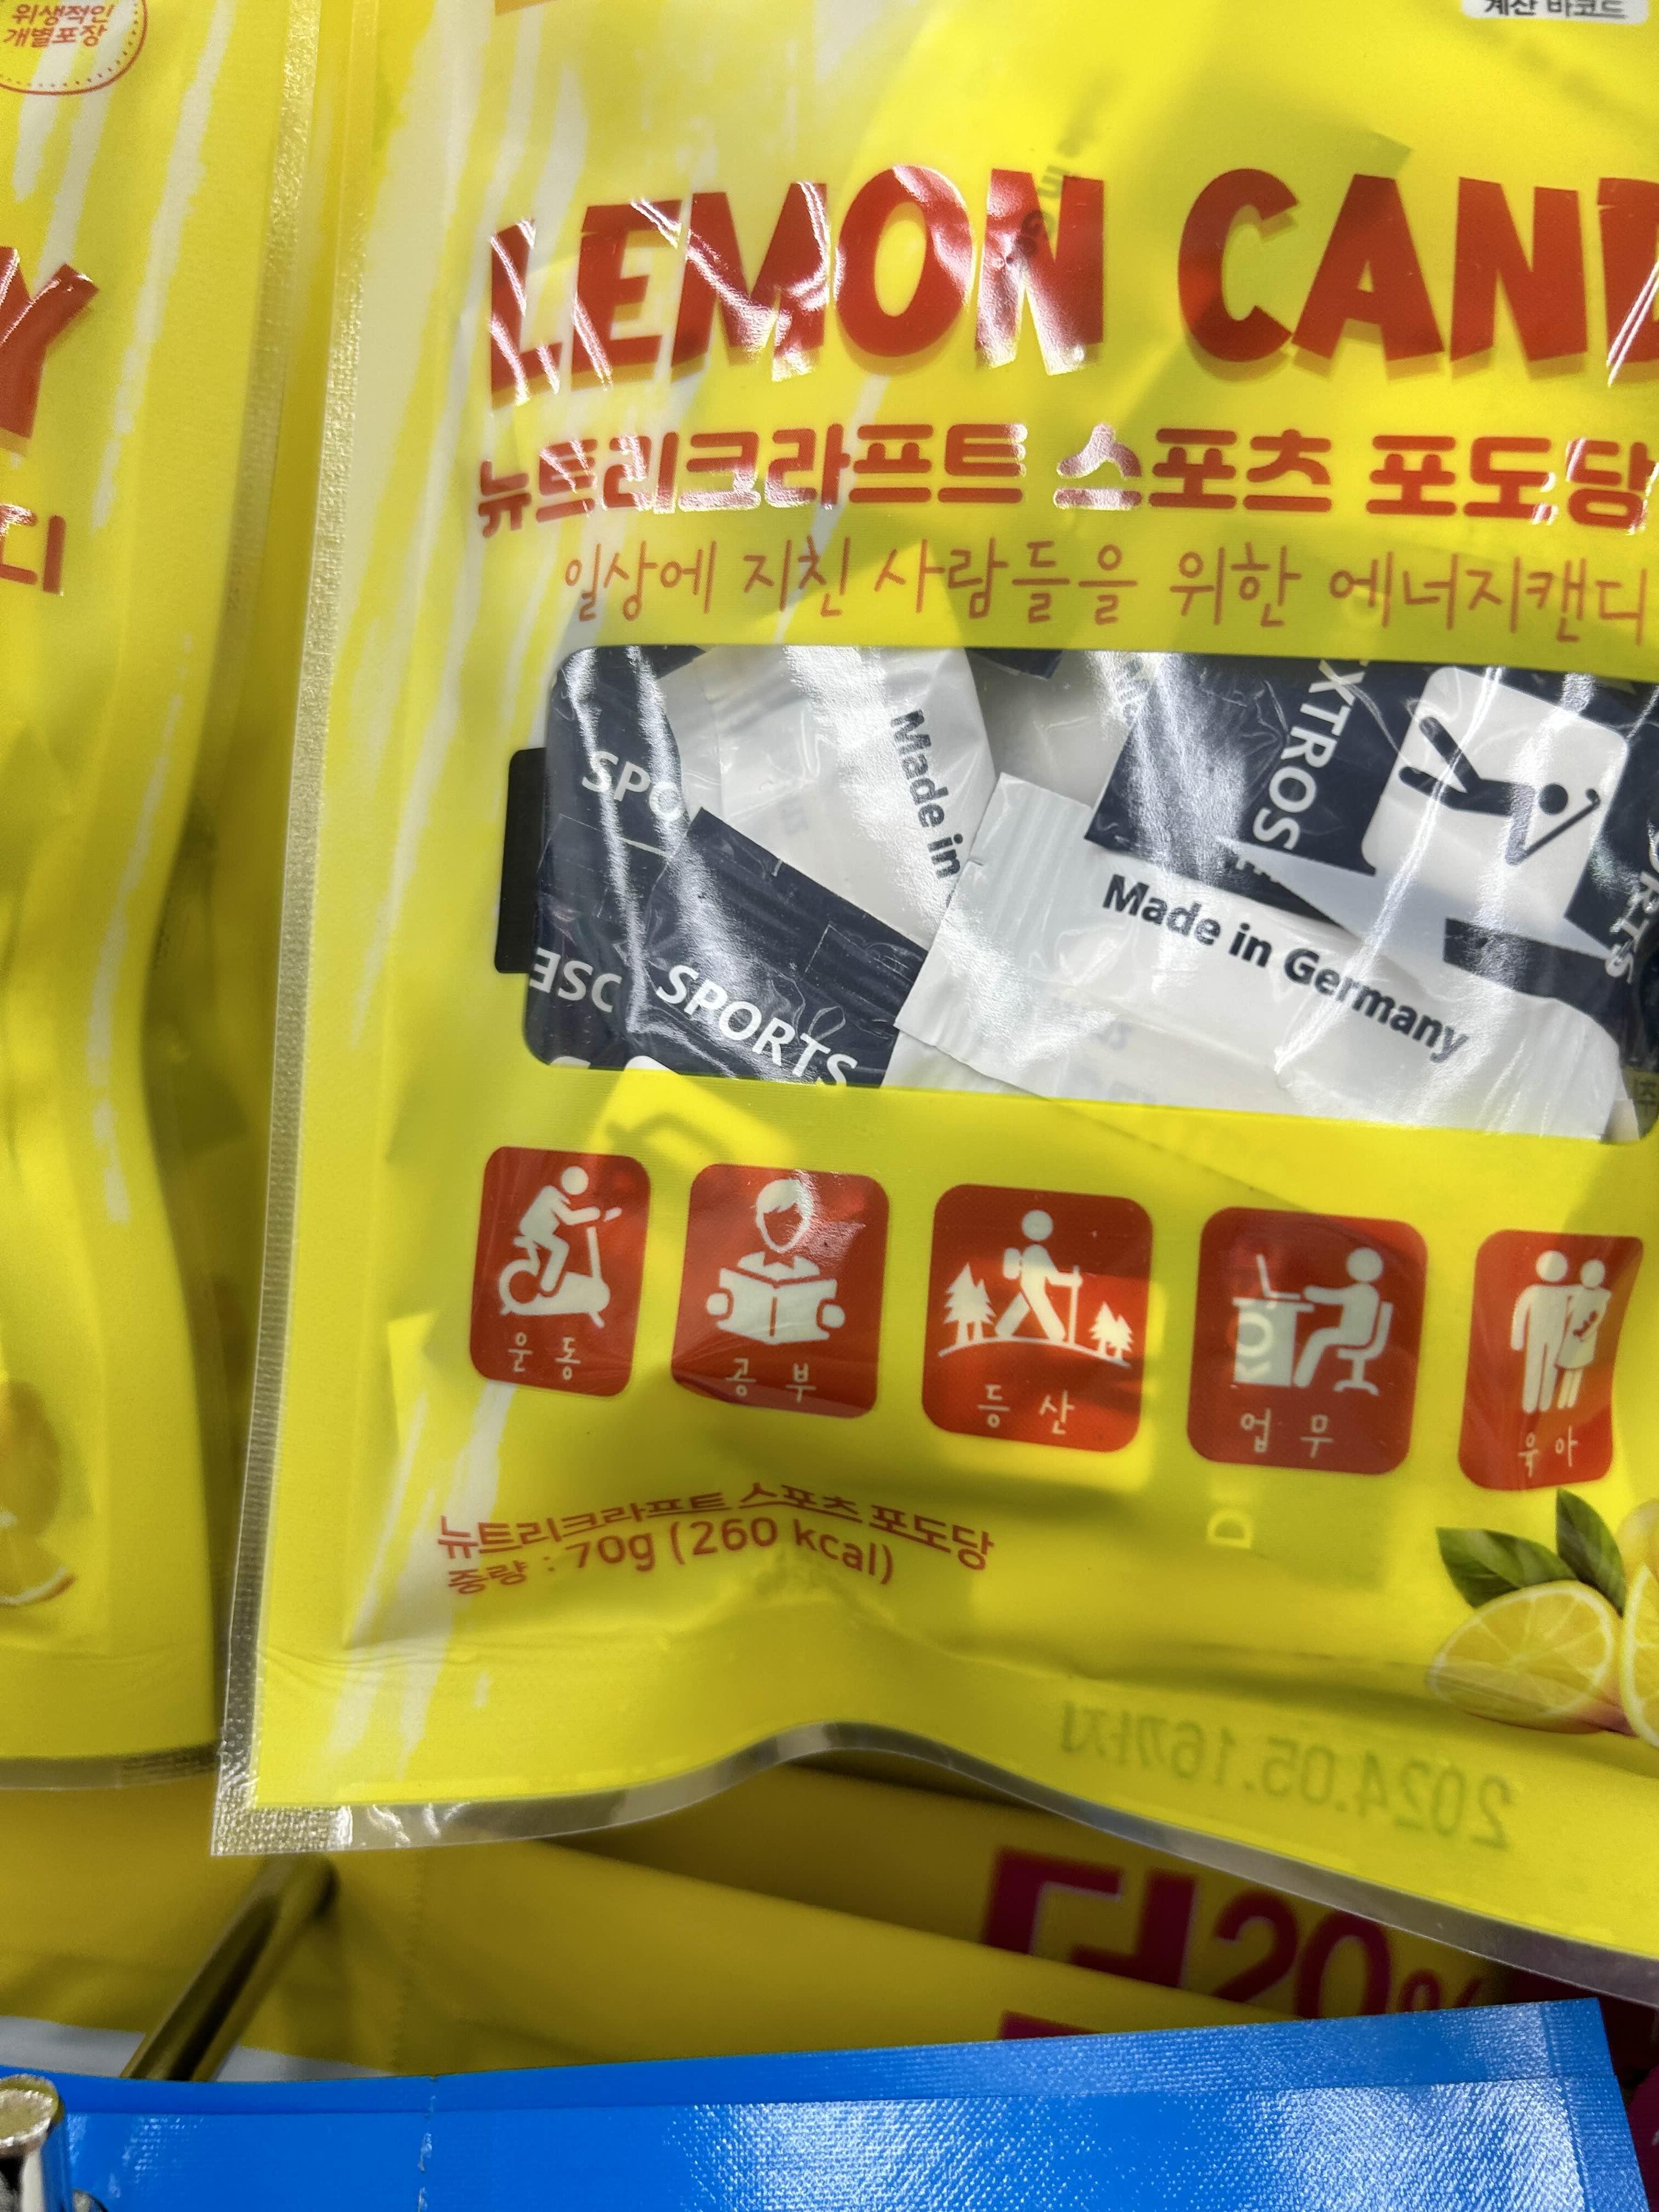 위생적인
개별포장
계산 바코드
LEMON CAN
Y
뉴트리크라프트 스포츠 포도당
디
일상에 지친 사람들을 위한 에너지캔디
SPO
Made in
XTROS
Made in Germany
SPORTS
운동
공부
등산
업무
육아
뉴트리크라프트 스포츠 포도당
중량 : 70g (260 kcal)
2024.05.16까지
20%